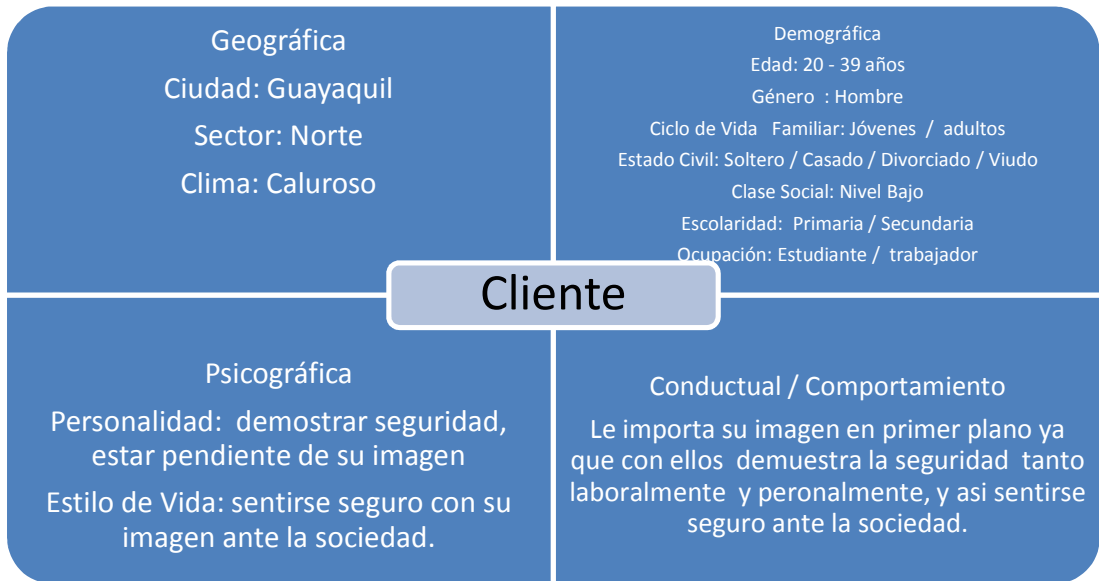 Geográfica
Ciudad: Guayaquil
Sector: Norte
Clima: Caluroso
Demográfica
Edad: 20 - 39 años
Género : Hombre
Ciclo de Vida Familiar: Jóvenes / adultos
Estado Civil: Soltero / Casado / Divorciado / Viudo
Clase Social: Nivel Bajo
Escolaridad: Primaria / Secundaria
Ocupación: Estudiante / trabajador
Cliente
Psicográfica
Personalidad: demostrar seguridad,
estar pendiente de su imagen
Estilo de Vida: sentirse seguro con su
imagen ante la sociedad.
Conductual / Comportamiento
Le importa su imagen en primer plano ya
que con ellos demuestra la seguridad tanto
laboralmente y peronalmente, y asi sentirse
seguro ante la sociedad.